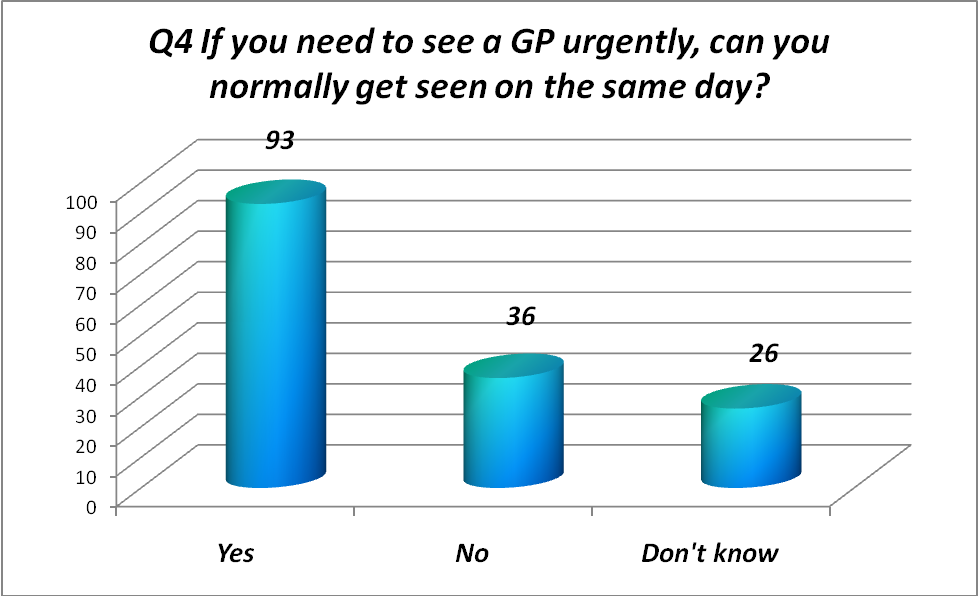 Q4 If you need to see a GP urgently, can you
normally get seen on the same day?
93
36
26
100
90
80
70
60
50
40
30
20
10
0
Yes
No
Don't know